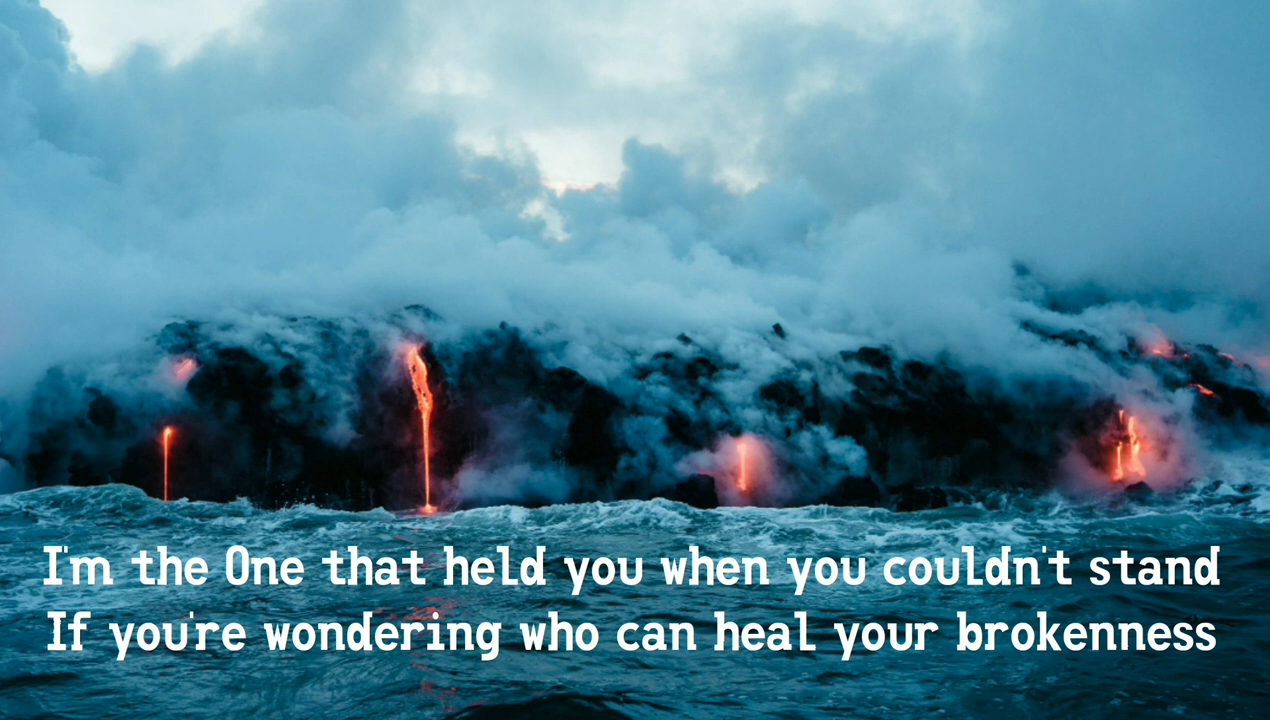 I'm the One that held you when you couldn't stand
If you're wondering who can heal your brokenness